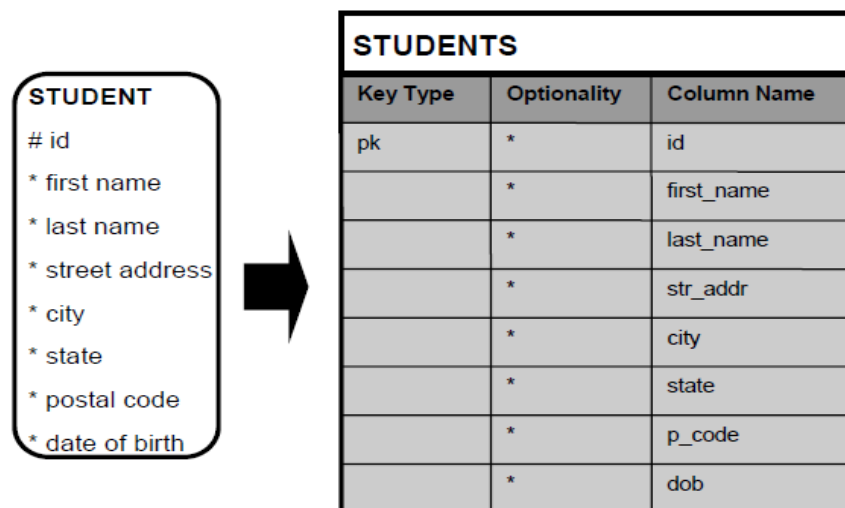 STUDENT
# id
* first name
* last name
* street address
* city
* state
* postal code
* date of birth
STUDENTS
Key Type Optionality Column Name
pk * id
* first_name
* last_name
* str_addr
* city
* state
* p_code
* dob